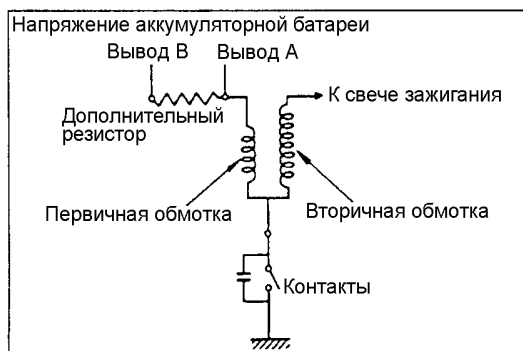 Напряжение аккумуляторной батареи
Вывод В Вывод А
К свече зажигания
Дополнительный
резистор
Первичная обмотка
Вторичная обмотка
Контакты